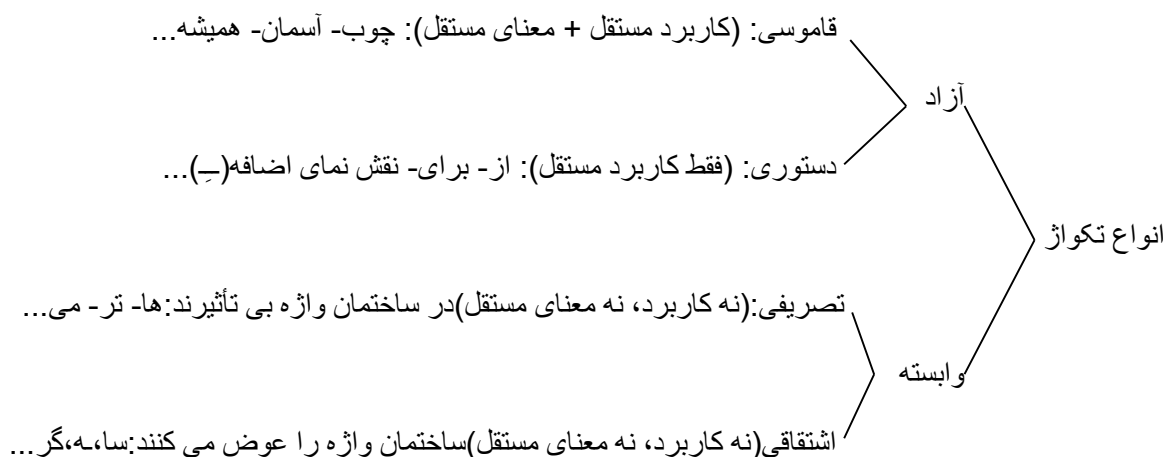 قاموسی: (کاربرد مستقل + معنای مستقل): چوب- آسمان- همیشه...
آزاد
دستوری: (فقط کاربرد مستقل): از- برای- نقش نمای اضافه(ــِ)...
انواع تکواژ
تصریفی:(نه کاربرد، نه معنای مستقل)در ساختمان واژه بی تأثیرند:ها- تر- می...
وابسته
اشتقاقی(نه کاربرد، نه معنای مستقل)ساختمان واژه را عوض می کنند:سا،ـه،گر...